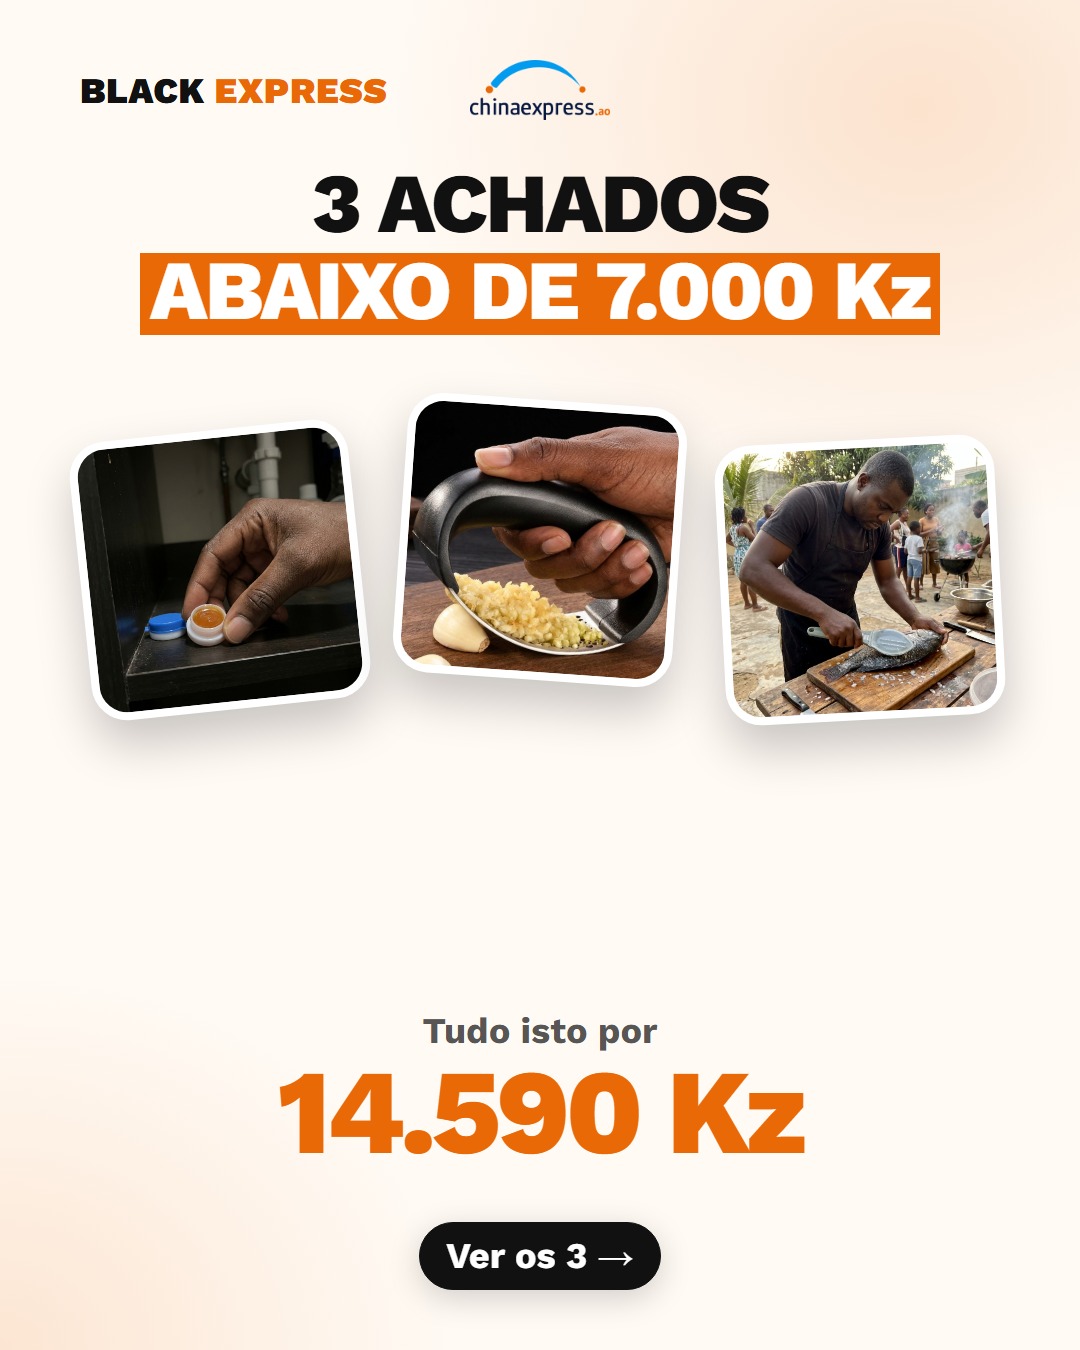 BLACK EXPRESS
chinaexpress.ao
3 ACHADOS
ABAIXO DE 7.000 Kz
Tudo isto por
14.590 Kz
Ver os 3 →